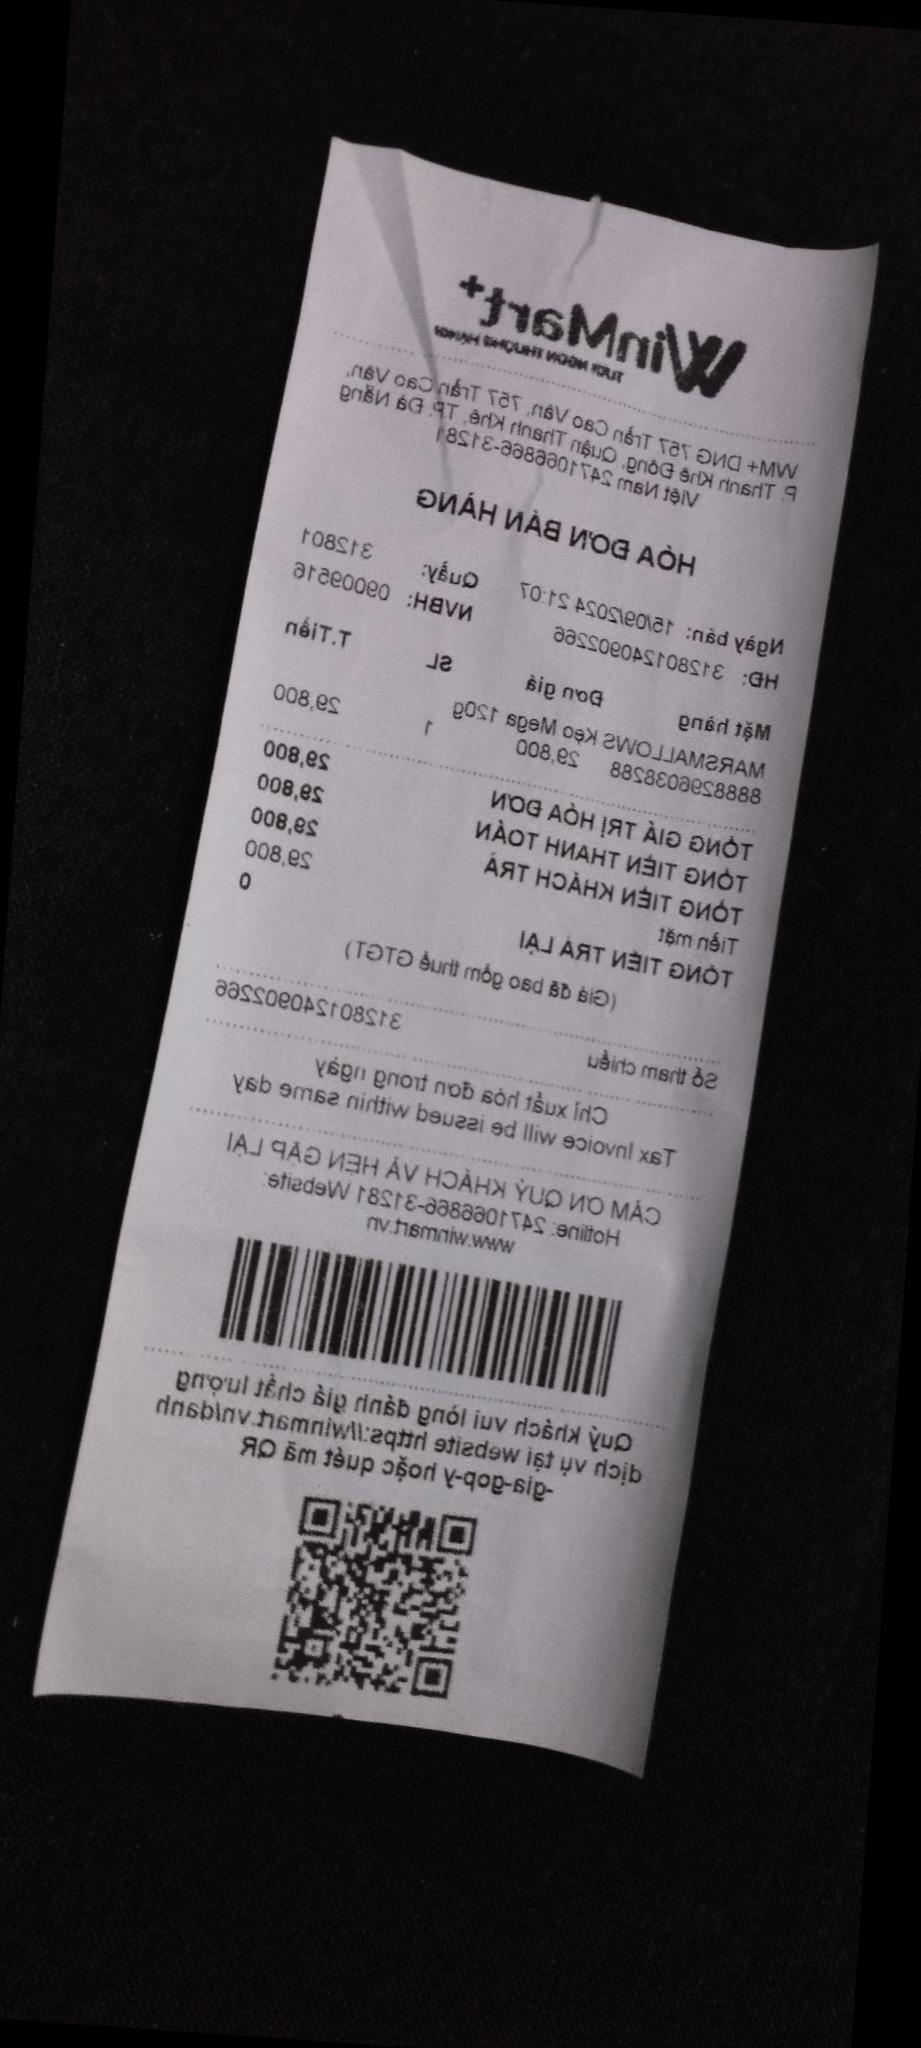 WinMart+
TƯƠI NGON THƯỢNG HẠNG
WM+ DNG 757 Trần Cao Vân, 757 Trần Cao Vân,
P. Thanh Khê Đông, Quận Thanh Khê, TP. Đà Nẵng
Việt Nam 2471066866-31281
HÓA ĐƠN BÁN HÀNG
Ngày bán: 15/09/2024 21:07 Quầy: 312801
HĐ: 31280124090226​6 NVBH: 09009516
Mặt hàng Đơn giá SL T.Tiền
MARSMALLOWS Kẹo Mega 120g
8888296038288 29,800 1 29,800
TỔNG GIÁ TRỊ HÓA ĐƠN 29,800
TỔNG TIỀN THANH TOÁN 29,800
TỔNG TIỀN KHÁCH TRẢ 29,800
Tiền mặt 29,800
TỔNG TIỀN TRẢ LẠI 0
(Giá đã bao gồm thuế GTGT)
Số tham chiếu 312801240902266
Chỉ xuất hóa đơn trong ngày
Tax Invoice will be issued within same day
CẢM ƠN QUÝ KHÁCH VÀ HẸN GẶP LẠI
Hotline: 2471066866-31281 Website:
www.winmart.vn
Quý khách vui lòng đánh giá chất lượng
dịch vụ tại website https://winmart.vn/danh
-gia-gop-y hoặc quét mã QR